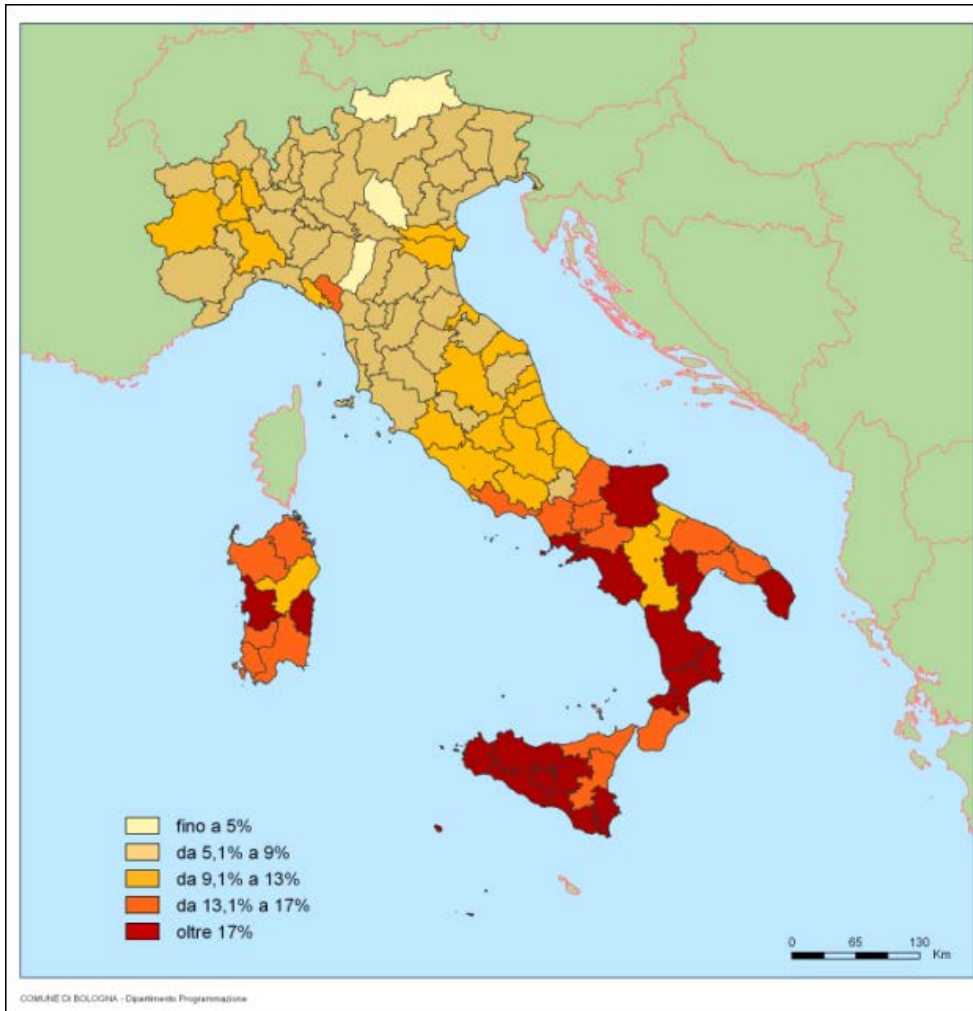 fino a 5%
da 5,1% a 9%
da 9,1% a 13%
da 13,1% a 17%
oltre 17%
0 65 130
Km
COMUNE DI BOLOGNA - Dipartimento Programmazione